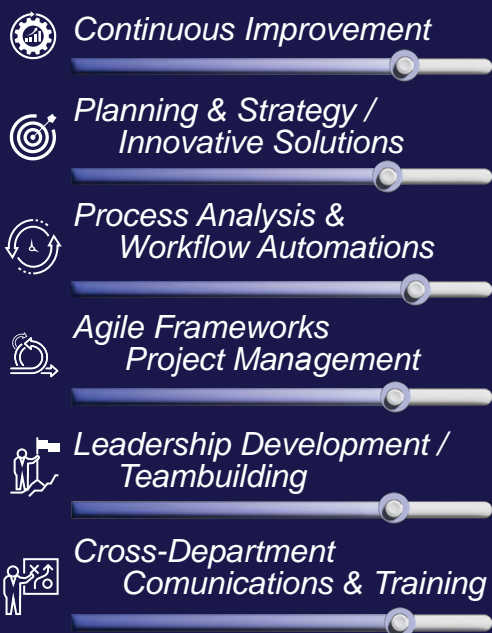 Continuous Improvement
Planning & Strategy /
Innovative Solutions
Process Analysis &
Workflow Automations
Agile Frameworks
Project Management
Leadership Development /
Teambuilding
Cross-Department
Comunications & Training